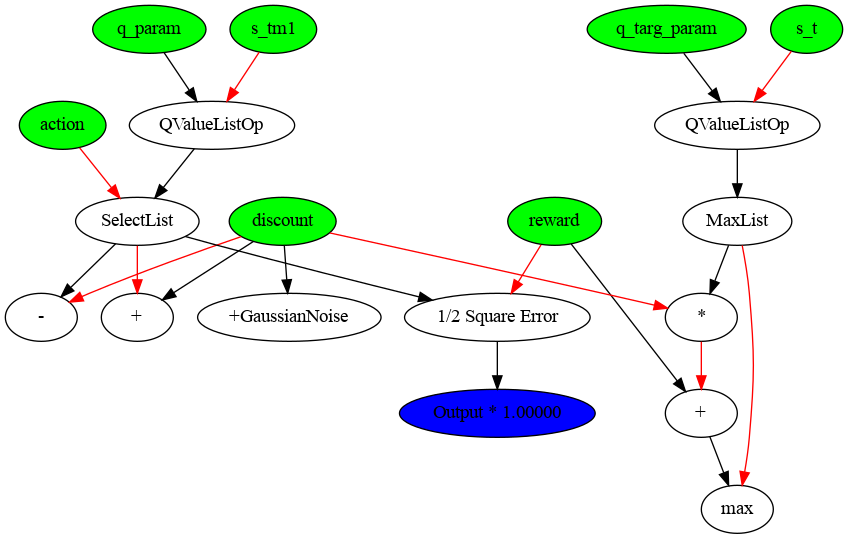 q_param
s_tm1
q_targ_param
s_t
action
QValueListOp
QValueListOp
SelectList
discount
reward
MaxList
-
+
+GaussianNoise
1/2 Square Error
*
Output * 1.00000
+
max